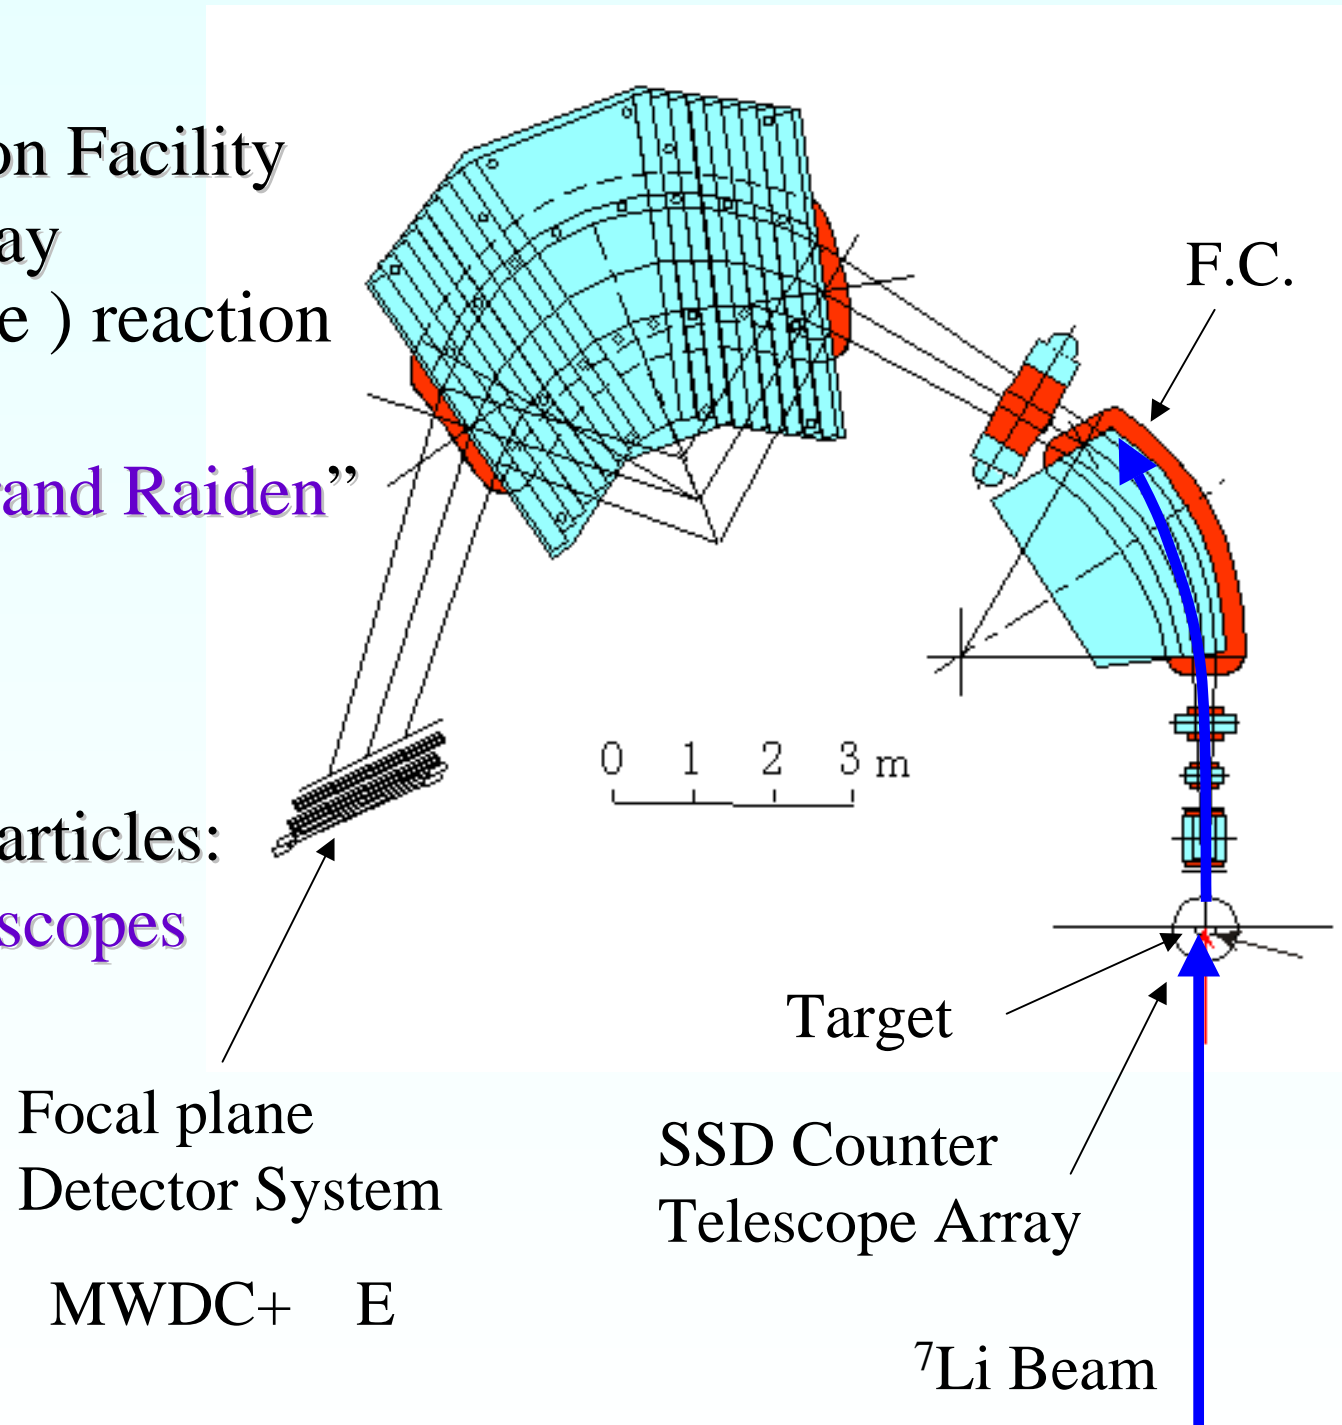 on Facility
ay
e ) reaction
rand Raiden”
F.C.
0 1 2 3 m
articles:
scopes
Target
Focal plane
Detector System
MWDC+ E
SSD Counter
Telescope Array
⁷Li Beam